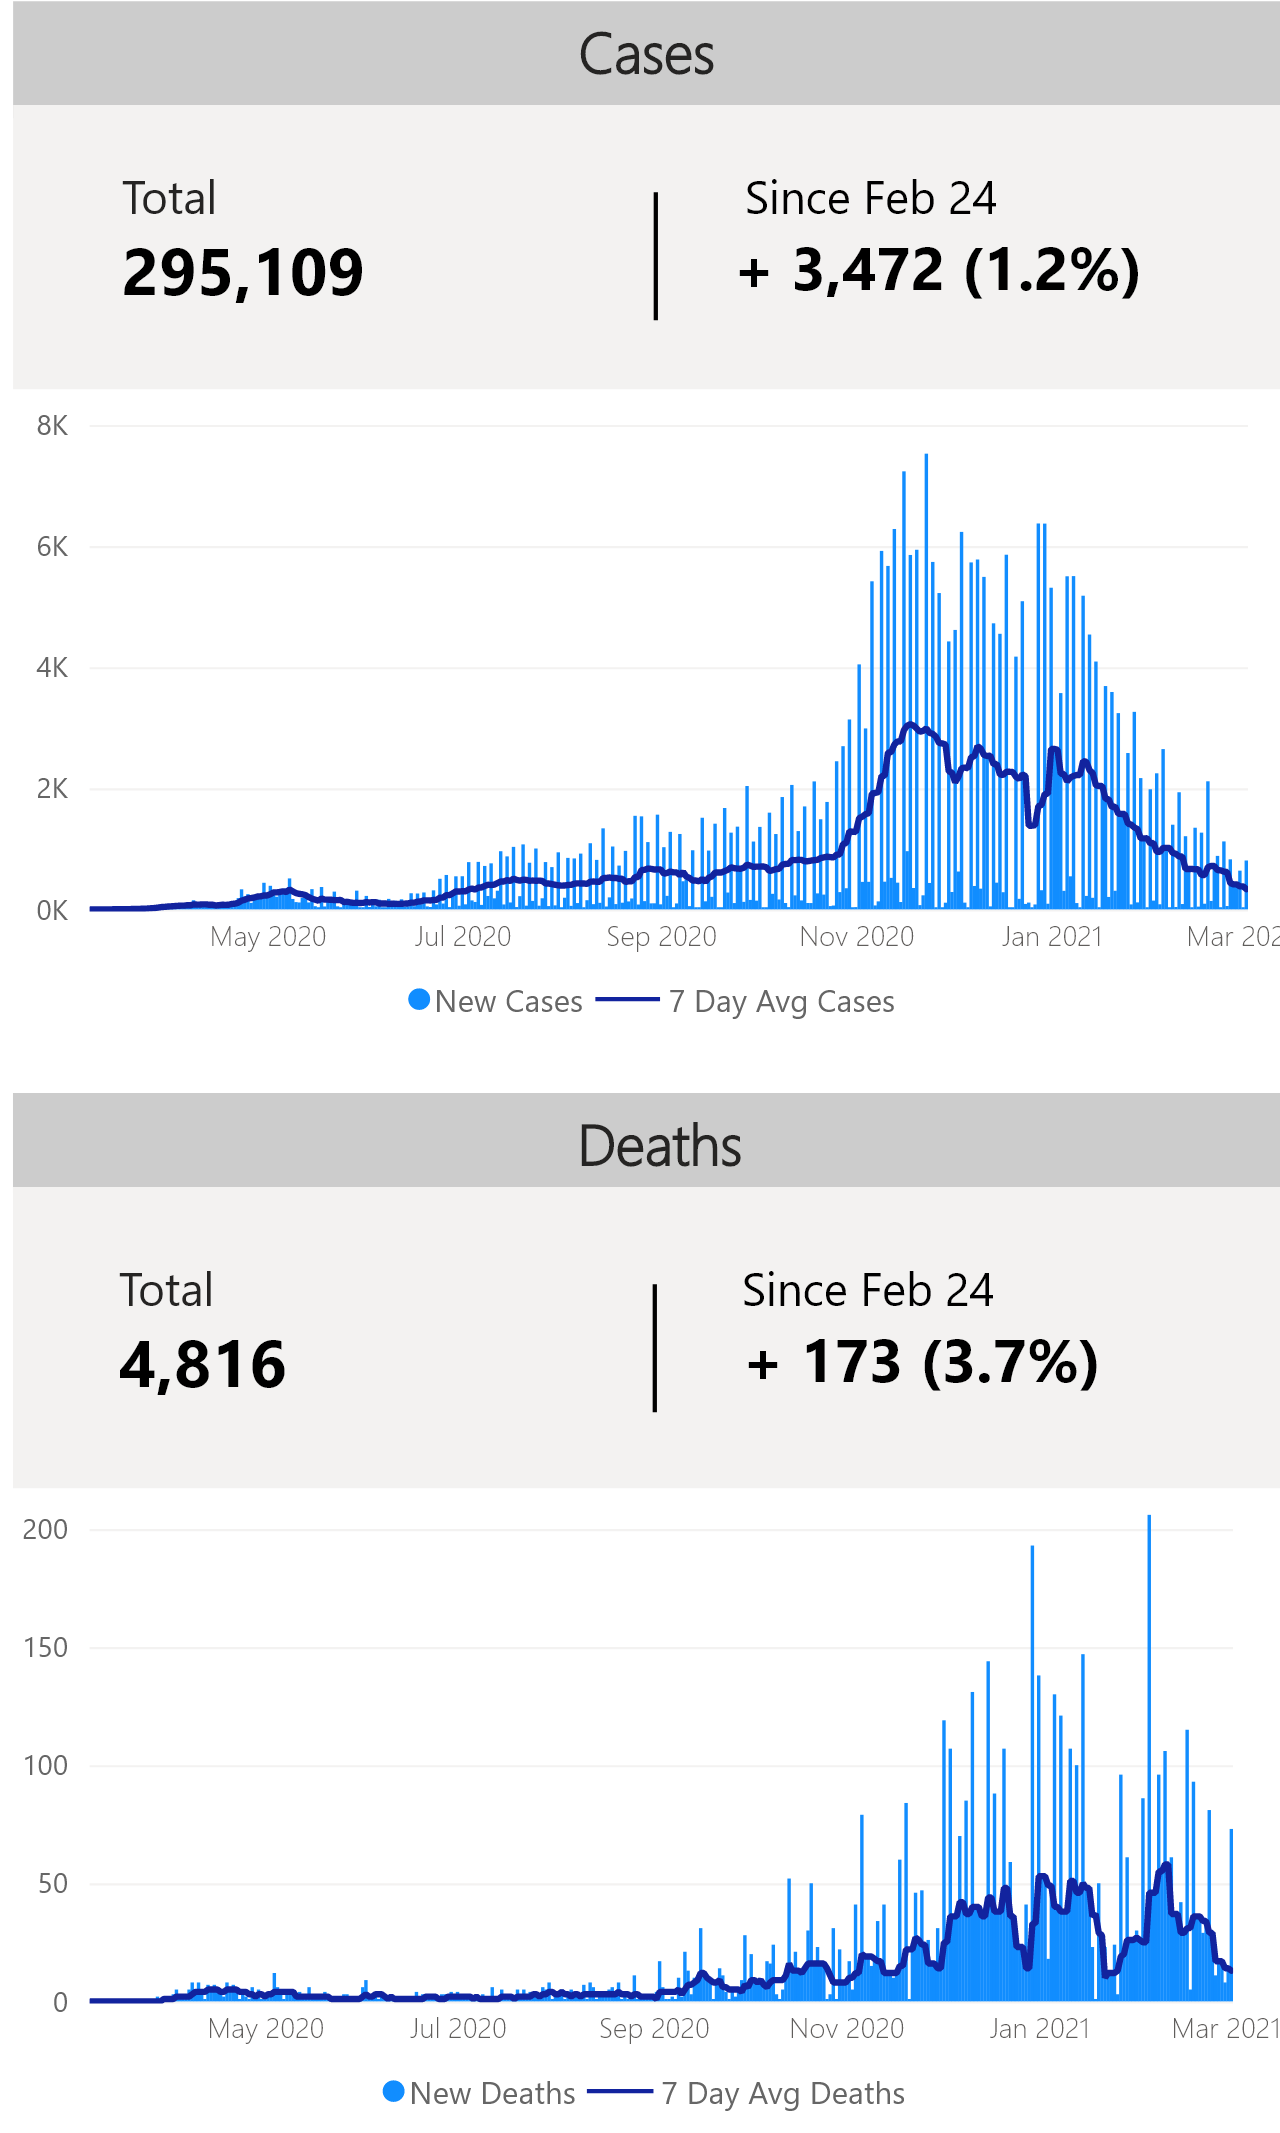 Cases
Total
295,109
Since Feb 24
+ 3,472 (1.2%)
8K
6K
4K
2K
0K
May 2020 Jul 2020 Sep 2020 Nov 2020 Jan 2021 Mar 202
New Cases 7 Day Avg Cases
Deaths
Total
4,816
Since Feb 24
+ 173 (3.7%)
200
150
100
50
0
May 2020 Jul 2020 Sep 2020 Nov 2020 Jan 2021 Mar 2021
New Deaths 7 Day Avg Deaths